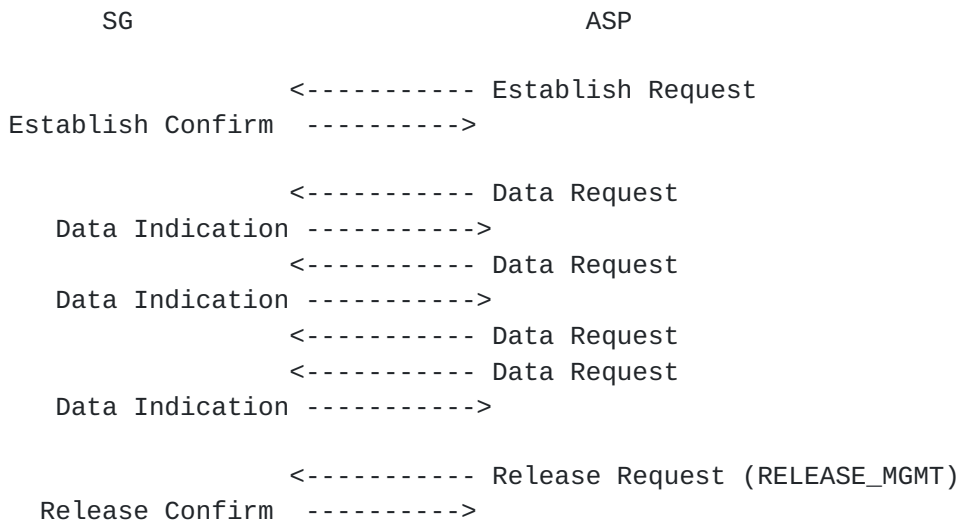 SG ASP
<----------- Establish Request
Establish Confirm ---------->
<----------- Data Request
Data Indication ----------->
<----------- Data Request
Data Indication ----------->
<----------- Data Request
<----------- Data Request
Data Indication ----------->
<----------- Release Request (RELEASE_MGMT)
Release Confirm ---------->